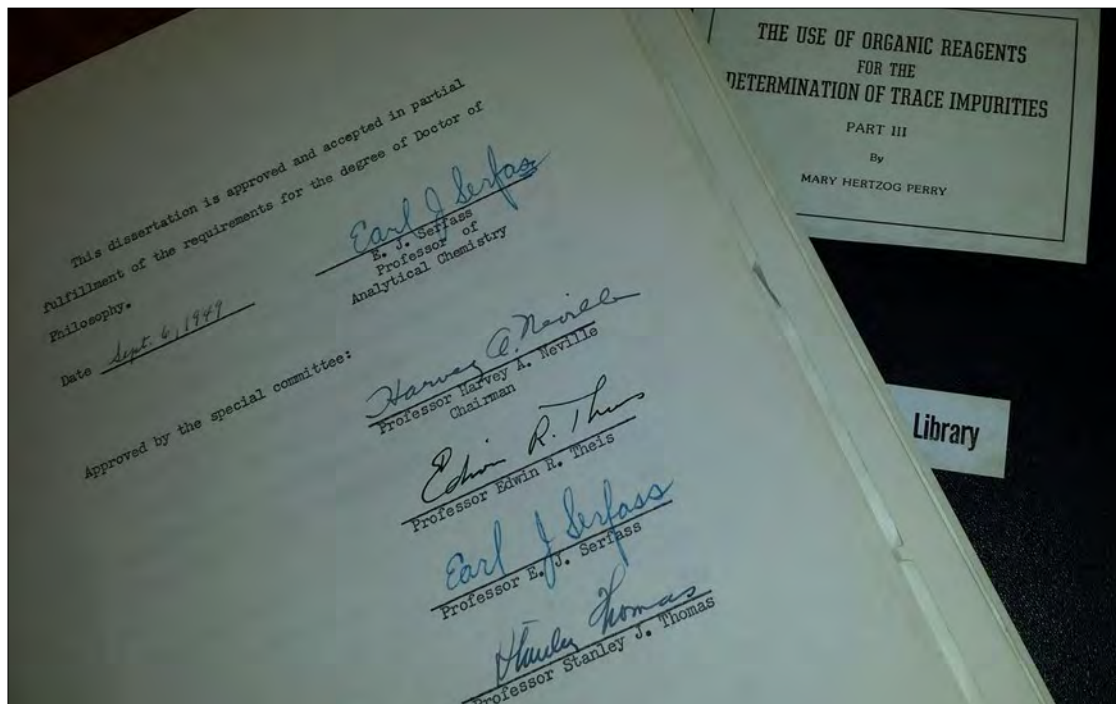 This dissertation is approved and accepted in partial
fulfillment of the requirements for the degree of Doctor of
Philosophy.
Earl J Serfass
E. J. Serfass
Professor of
Analytical Chemistry
Date Sept. 6, 1949
Approved by the special committee:
Harvey A. Neville
Professor Harvey A. Neville
Chairman
Edwin R. Theis
Professor Edwin R. Theis
Earl J Serfass
Professor E. J. Serfass
Stanley Thomas
Professor Stanley J. Thomas
THE USE OF ORGANIC REAGENTS
FOR THE
DETERMINATION OF TRACE IMPURITIES
PART III
By
MARY HERTZOG PERRY
Library